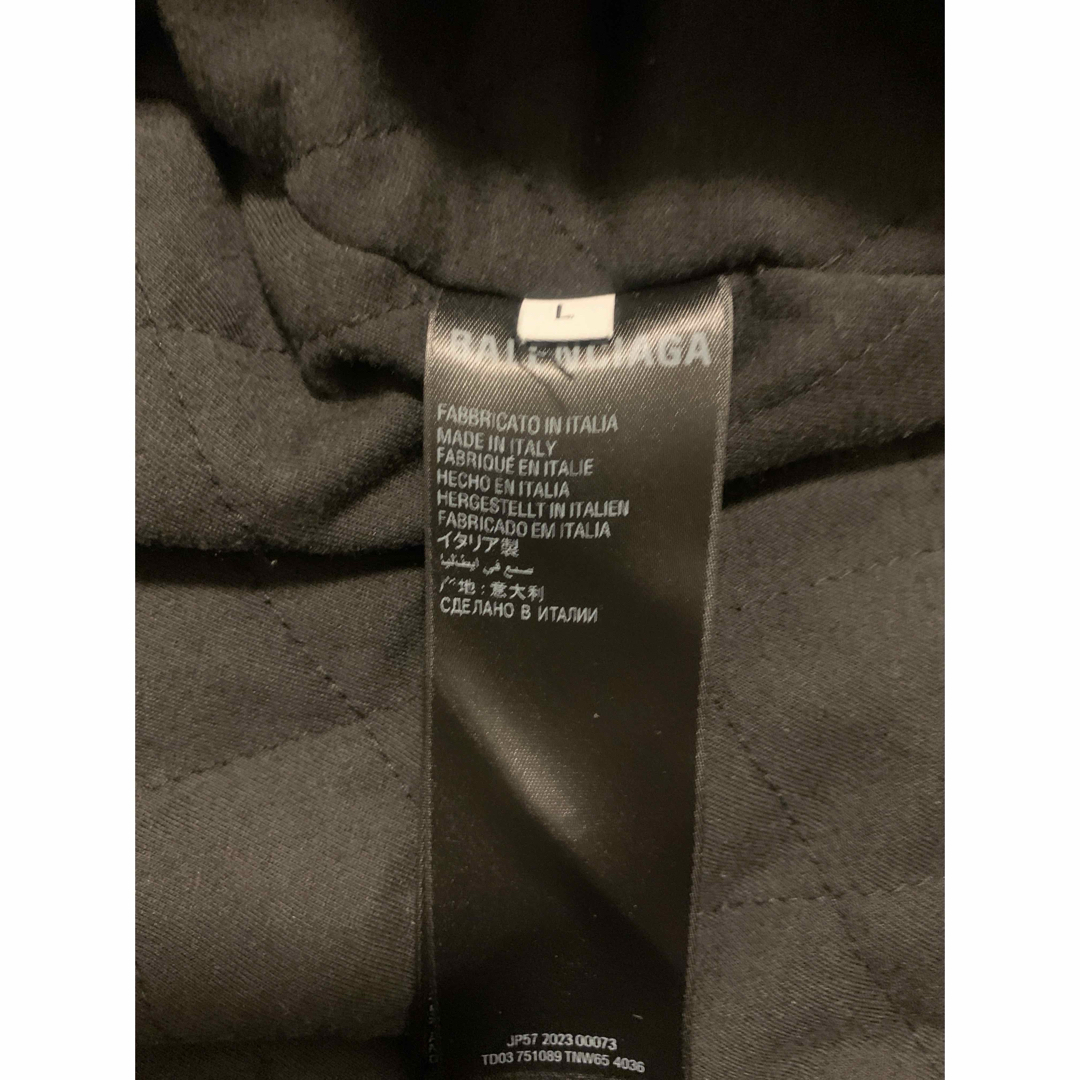 L
BALENCIAGA
FABBRICATO IN ITALIA
MADE IN ITALY
FABRIQUÉ EN ITALIE
HECHO EN ITALIA
HERGESTELLT IN ITALIEN
FABRICADO EM ITALIA
イタリア製
صنع في إيطاليا
产地：意大利
СДЕЛАНО В ИТАЛИИ
JP57 2023 00073
TD03 751089 TNW65 4036